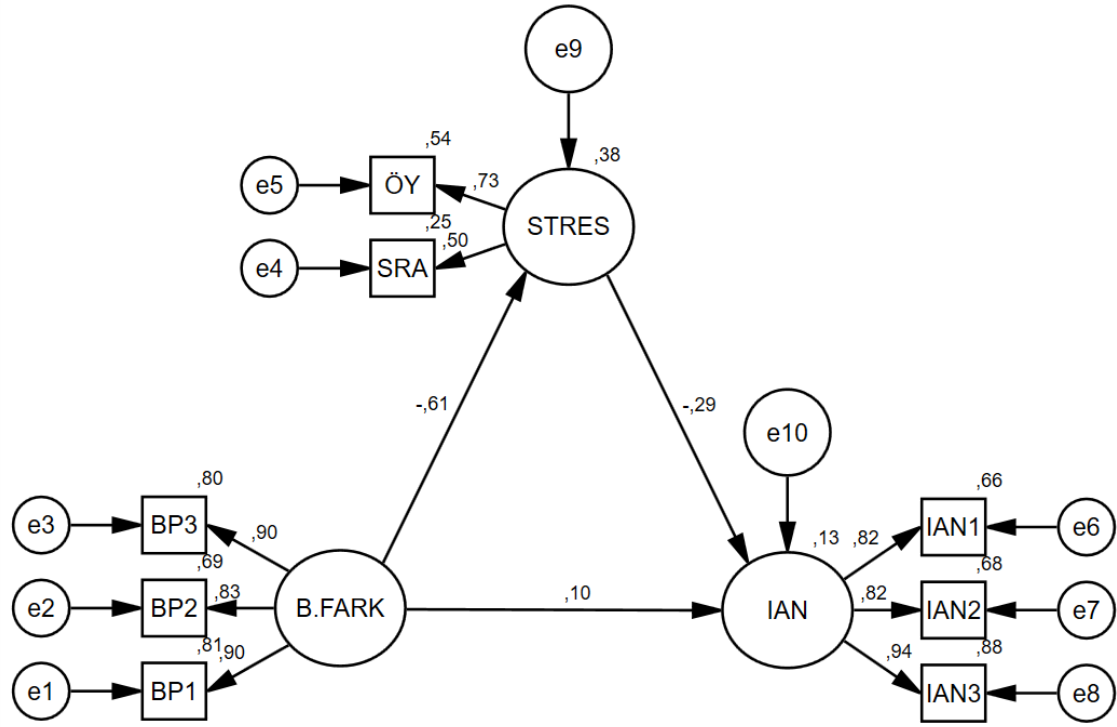 e9
,54
,38
e5
ÖY
,73
STRES
,25
,50
e4
SRA
-,61
-,29
e10
,80
,66
e3
BP3
,90
,13
,82
IAN1
e6
,69
,68
e2
BP2
,83
B.FARK
,10
IAN
,82
IAN2
e7
,81
,90
,94
,88
e1
BP1
IAN3
e8